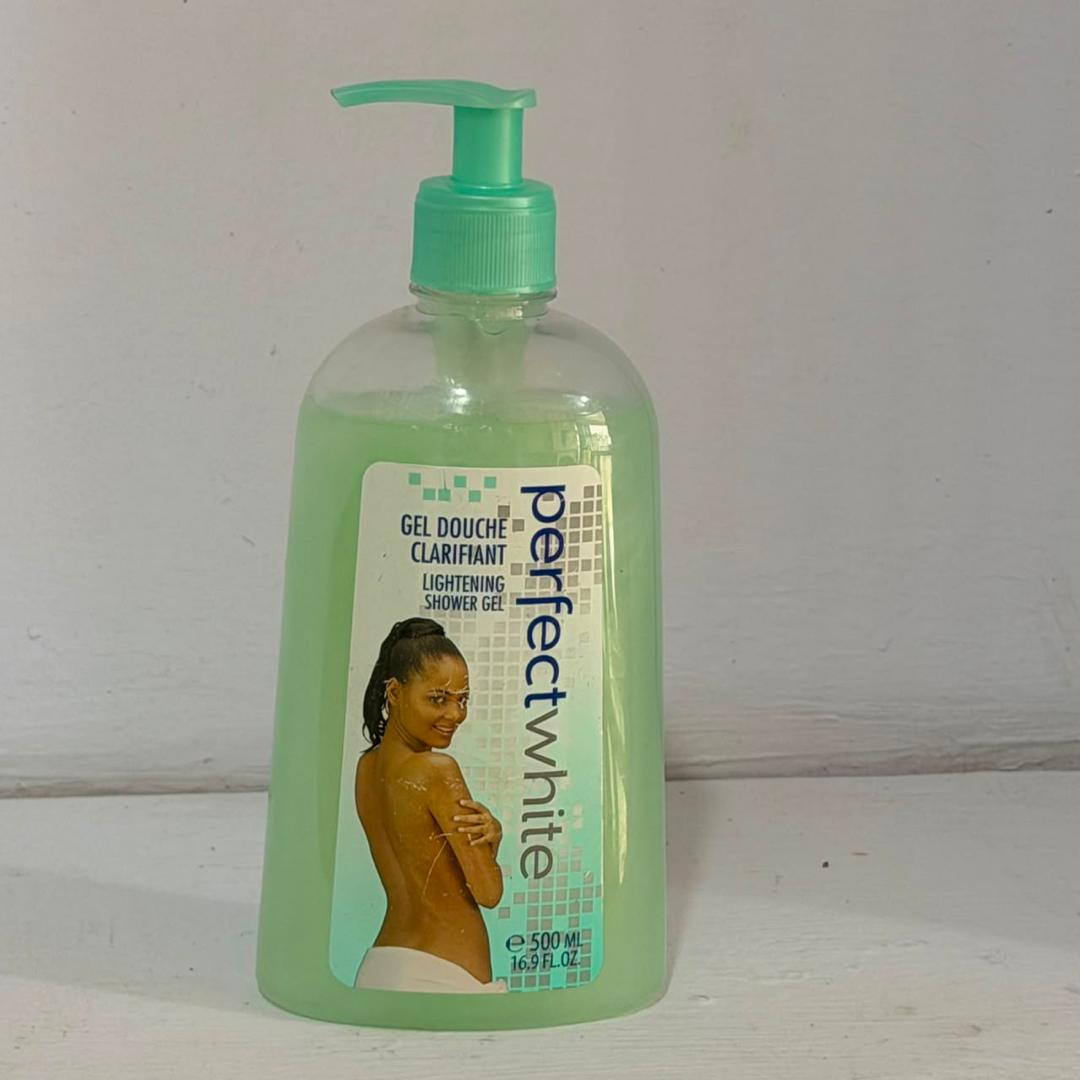 GEL DOUCHE
CLARIFIANT
LIGHTENING
SHOWER GEL
perfectwhite
e 500 ML
16.9 FL.OZ.